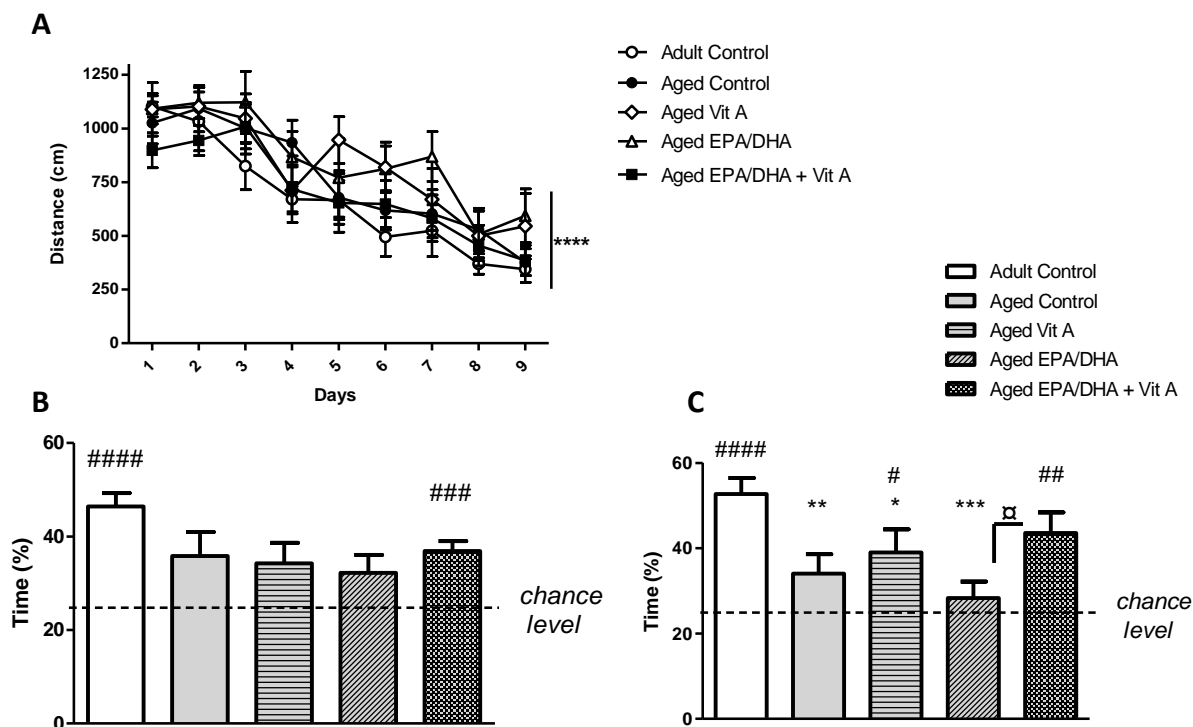 A
Distance (cm)
1250
1000
750
500
250
0
1
2
3
4
5
6
7
8
9
Days
****
Adult Control
Aged Control
Aged Vit A
Aged EPA/DHA
Aged EPA/DHA + Vit A
Adult Control
Aged Control
Aged Vit A
Aged EPA/DHA
Aged EPA/DHA + Vit A
B
Time (%)
60
40
20
0
####
###
chance
level
C
Time (%)
60
40
20
0
####
**
#
*
***
¤
##
chance
level